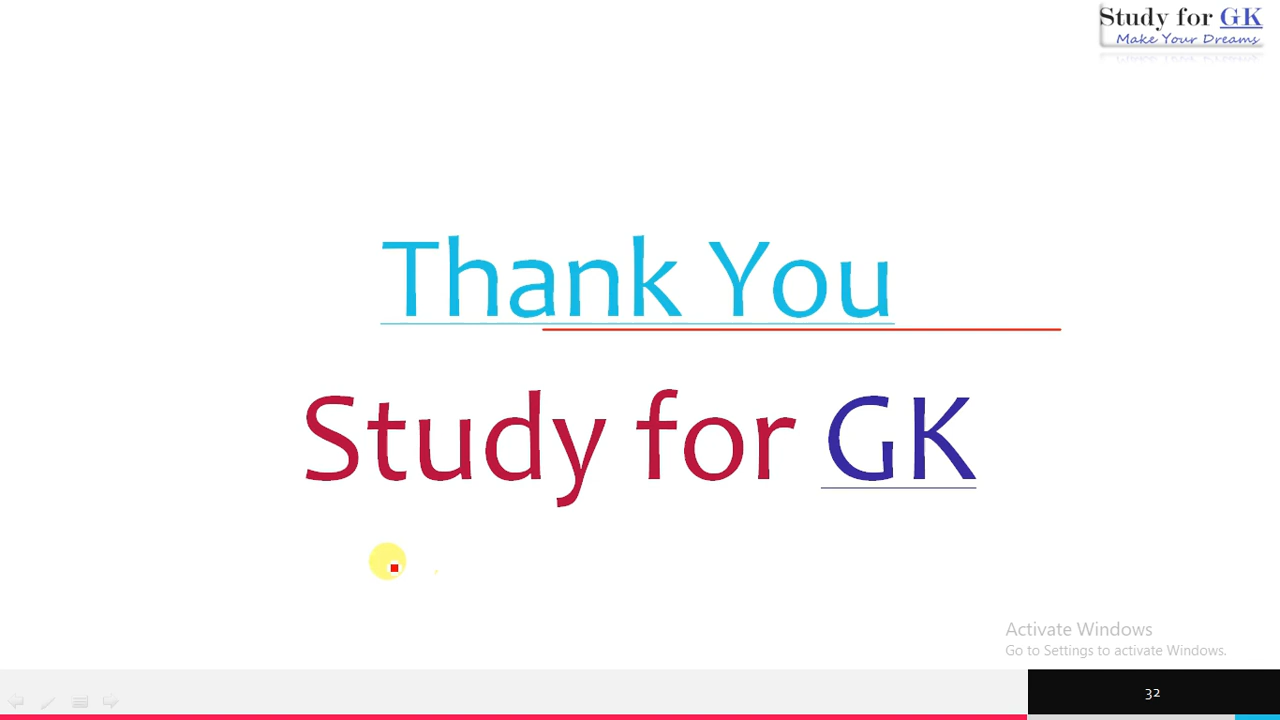 Study for GK
Make Your Dreams
Thank You
Study for GK
Activate Windows
Go to Settings to activate Windows.
32